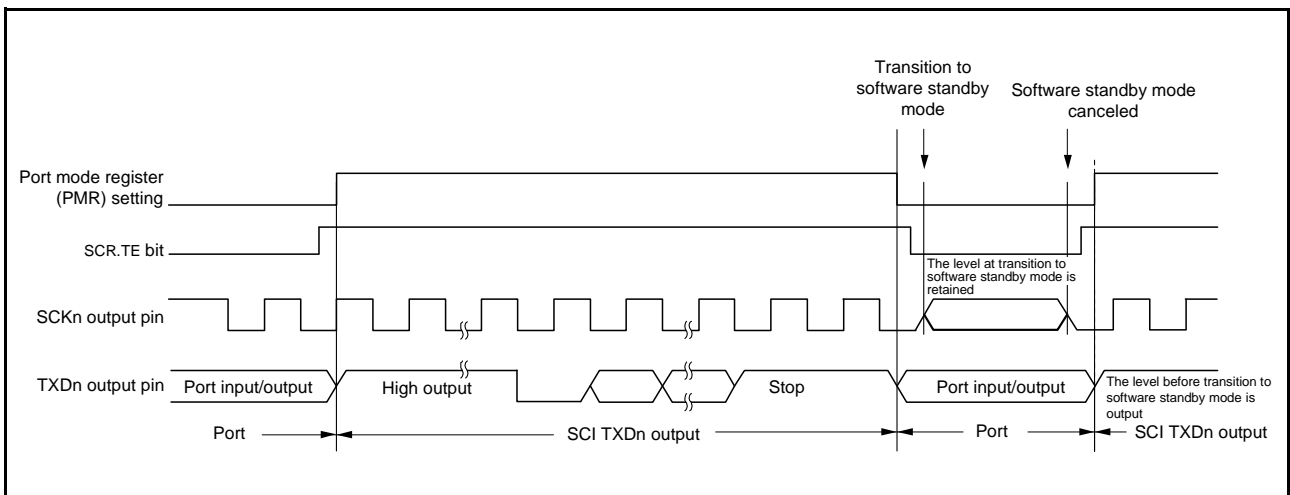 Transition to
software standby
mode
Software standby mode
canceled
Port mode register
(PMR) setting
SCR.TE bit
The level at transition to
software standby mode is
retained
SCKn output pin
TXDn output pin
Port input/output
High output
Stop
Port input/output
The level before transition to
software standby mode is
output
Port
SCI TXDn output
Port
SCI TXDn output